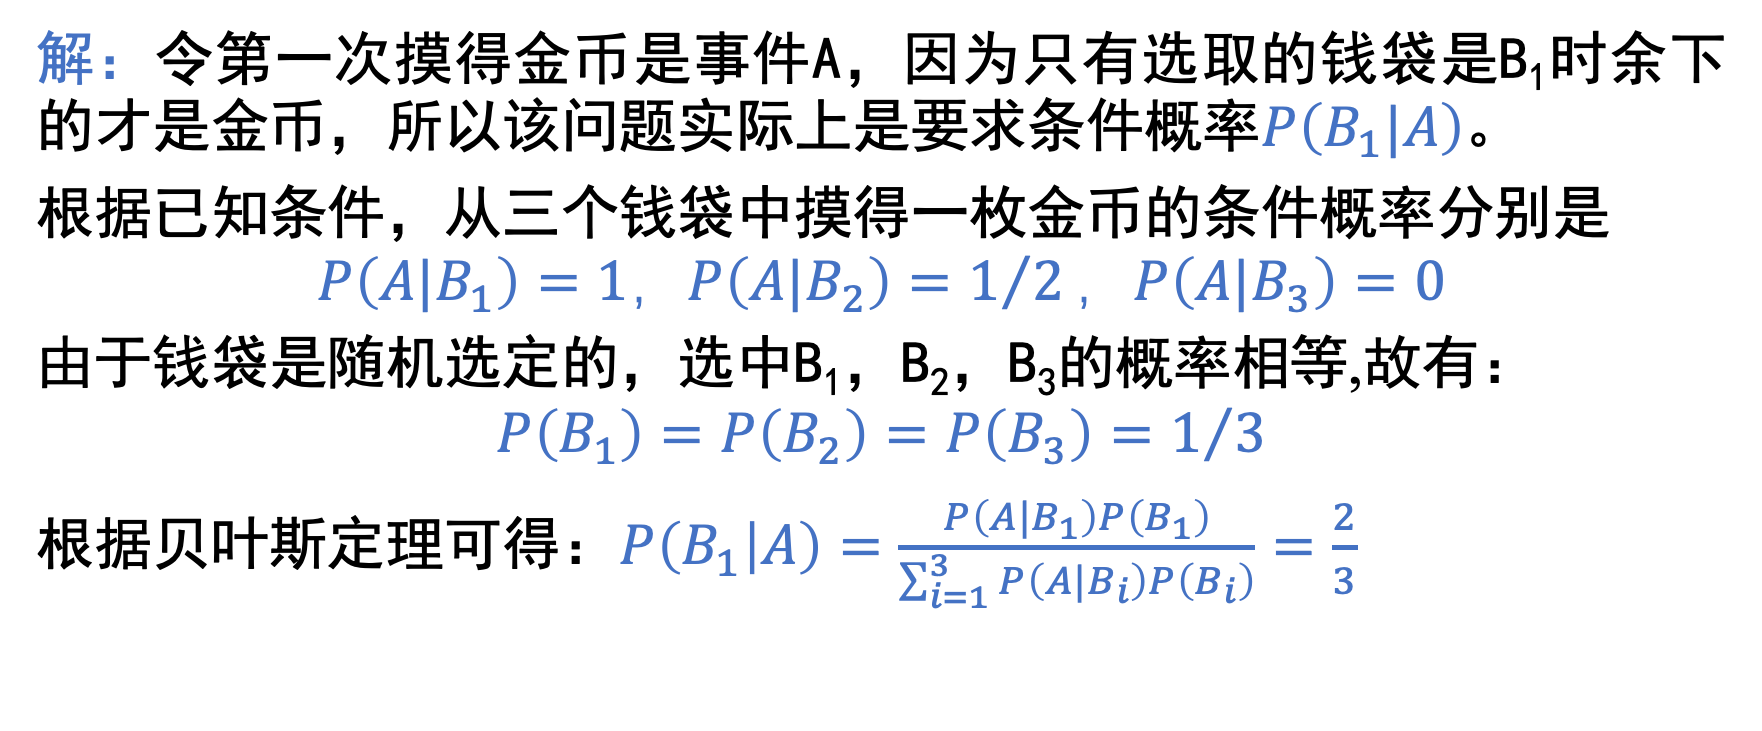 解：令第一次摸得金币是事件A，因为只有选取的钱袋是B₁时余下
的才是金币，所以该问题实际上是要求条件概率P(B₁|A)。
根据已知条件，从三个钱袋中摸得一枚金币的条件概率分别是
P(A|B₁) = 1, P(A|B₂) = 1/2 , P(A|B₃) = 0
由于钱袋是随机选定的，选中B₁，B₂，B₃的概率相等,故有：
P(B₁) = P(B₂) = P(B₃) = 1/3
根据贝叶斯定理可得：P(B₁|A) = \frac{P(A|B₁)P(B₁)}{\sum_{i=1}^{3} P(A|B_i)P(B_i)} = \frac{2}{3}